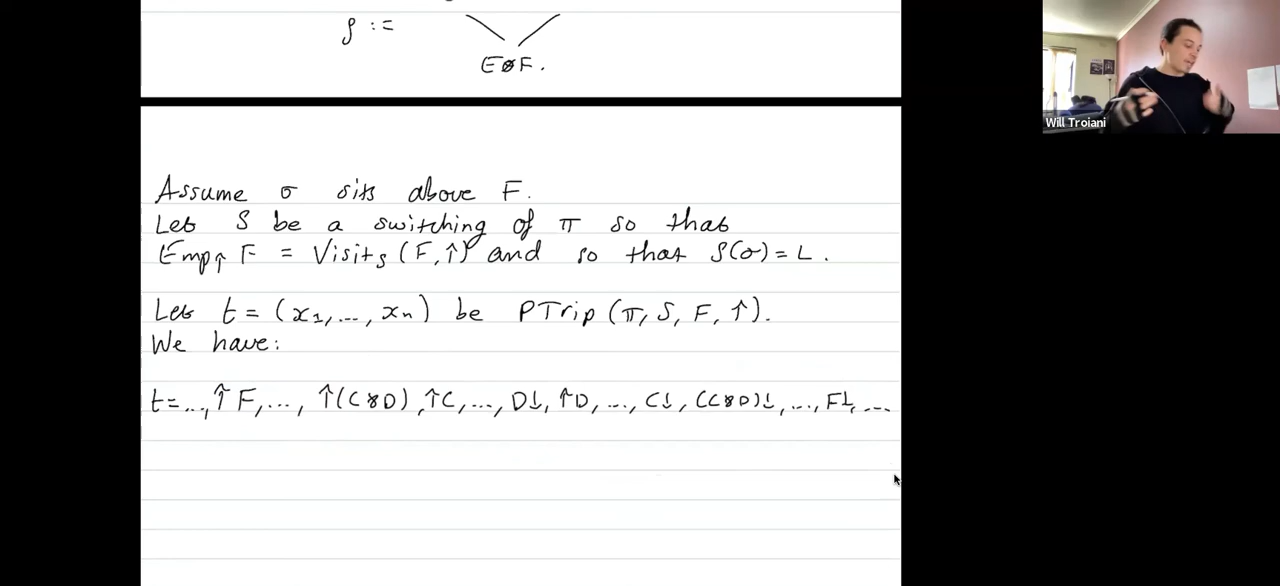 ρ :=
E⊗F.
Assume σ sits above F.
Let S be a switching of π so that
Emp↑ F = Visits (F,↑) and so that S(σ) = L.
Let t = (x₁,..., xₙ) be PTrip (π, S, F, ↑).
We have:
t = ..., ↑F, ..., ↑(C⊗D), ↑C, ..., D↓, ↑D, ..., C↓, (C⊗D)↓, ..., F↓, ...
Will Troiani